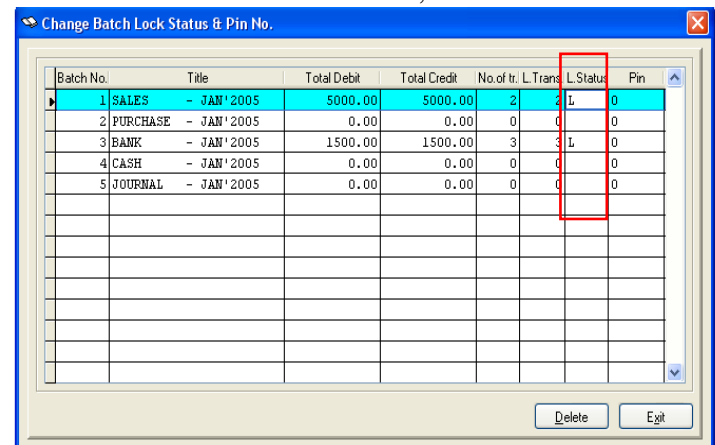 Change Batch Lock Status & Pin No.
Batch No. Title Total Debit Total Credit No.of tr. L.Trans L.Status Pin
1 SALES - JAN'2005 5000.00 5000.00 2 2 L 0
2 PURCHASE - JAN'2005 0.00 0.00 0 0 0
3 BANK - JAN'2005 1500.00 1500.00 3 3 L 0
4 CASH - JAN'2005 0.00 0.00 0 0 0
5 JOURNAL - JAN'2005 0.00 0.00 0 0 0
Delete Exit